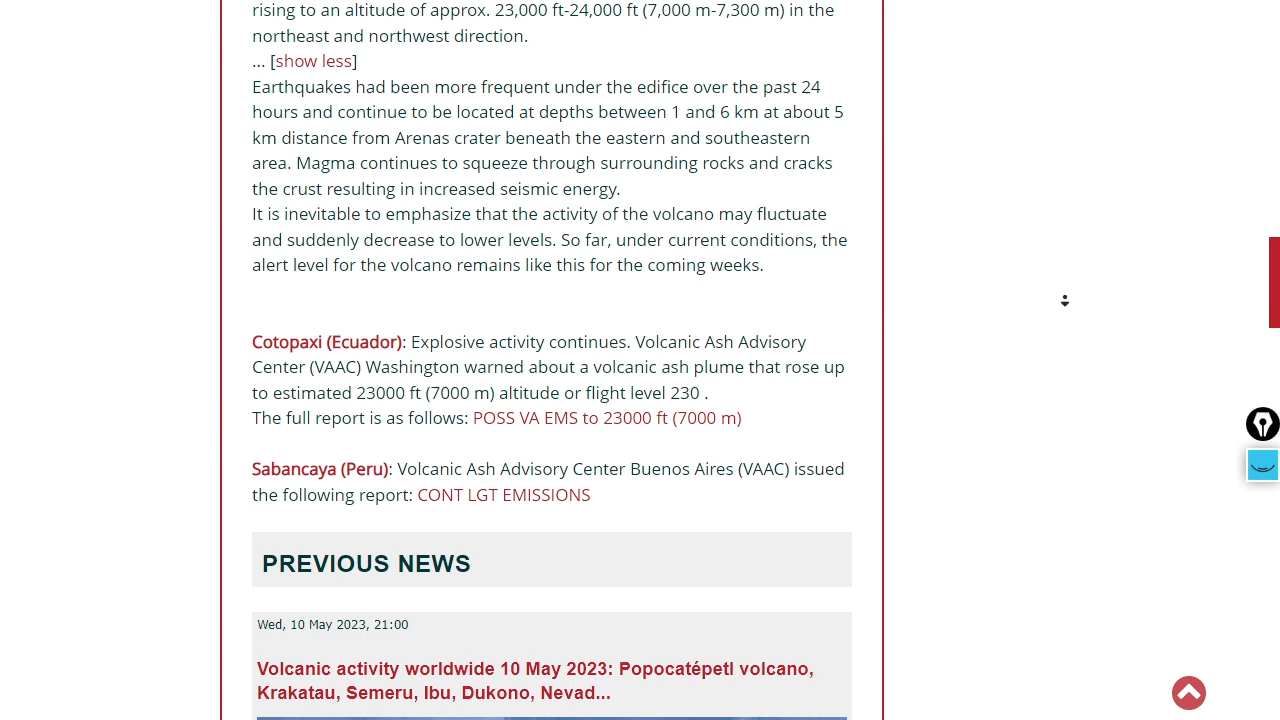 rising to an altitude of approx. 23,000 ft-24,000 ft (7,000 m-7,300 m) in the
northeast and northwest direction.
... [show less]
Earthquakes had been more frequent under the edifice over the past 24
hours and continue to be located at depths between 1 and 6 km at about 5
km distance from Arenas crater beneath the eastern and southeastern
area. Magma continues to squeeze through surrounding rocks and cracks
the crust resulting in increased seismic energy.
It is inevitable to emphasize that the activity of the volcano may fluctuate
and suddenly decrease to lower levels. So far, under current conditions, the
alert level for the volcano remains like this for the coming weeks.
Cotopaxi (Ecuador): Explosive activity continues. Volcanic Ash Advisory
Center (VAAC) Washington warned about a volcanic ash plume that rose up
to estimated 23000 ft (7000 m) altitude or flight level 230 .
The full report is as follows: POSS VA EMS to 23000 ft (7000 m)
Sabancaya (Peru): Volcanic Ash Advisory Center Buenos Aires (VAAC) issued
the following report: CONT LGT EMISSIONS
PREVIOUS NEWS
Wed, 10 May 2023, 21:00
Volcanic activity worldwide 10 May 2023: Popocatépetl volcano,
Krakatau, Semeru, Ibu, Dukono, Nevad...